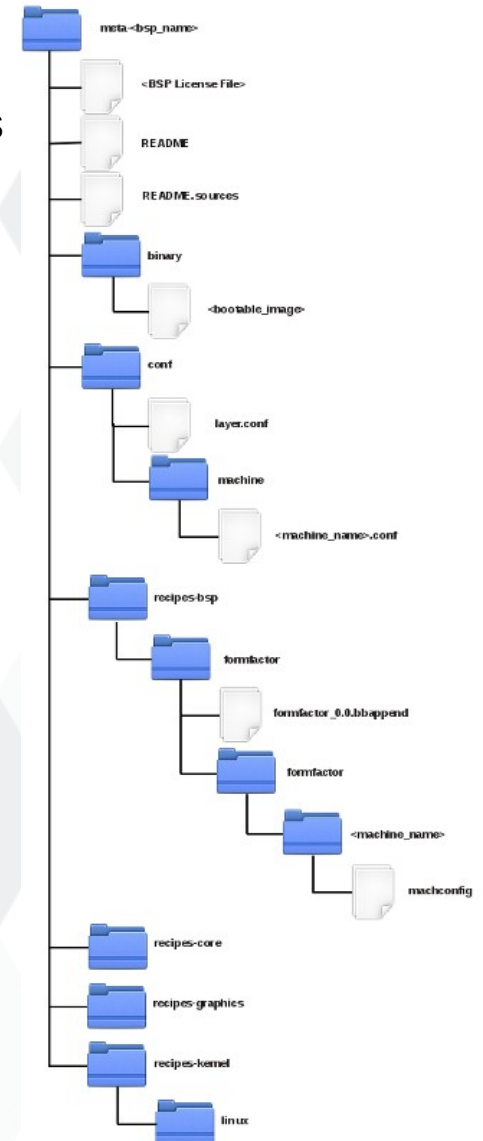 meta-<bsp_name>
<BSP License File>
s
README
README.sources
binary
<bootable_image>
conf
layer.conf
machine
<machine_name>.conf
recipes-bsp
formfactor
formfactor_0.0.bbappend
formfactor
<machine_name>
machconfig
recipes-core
recipes-graphics
recipes-kernel
linux